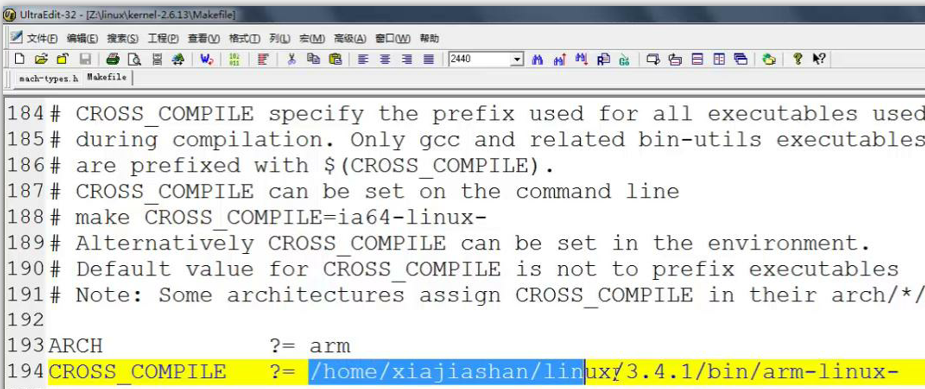 UltraEdit-32 - [Z:\linux\kernel-2.6.13\Makefile]
文件(F) 编辑(E) 搜索(S) 工程(P) 查看(V) 格式(T) 列(L) 宏(M) 高级(A) 窗口(W) 帮助
2440
mach-types.h Makefile
184 # CROSS_COMPILE specify the prefix used for all executables used
185 # during compilation. Only gcc and related bin-utils executables
186 # are prefixed with $(CROSS_COMPILE).
187 # CROSS_COMPILE can be set on the command line
188 # make CROSS_COMPILE=ia64-linux-
189 # Alternatively CROSS_COMPILE can be set in the environment.
190 # Default value for CROSS_COMPILE is not to prefix executables
191 # Note: Some architectures assign CROSS_COMPILE in their arch/*/
192
193 ARCH ?= arm
194 CROSS_COMPILE ?= /home/xiajiashan/linux/3.4.1/bin/arm-linux-